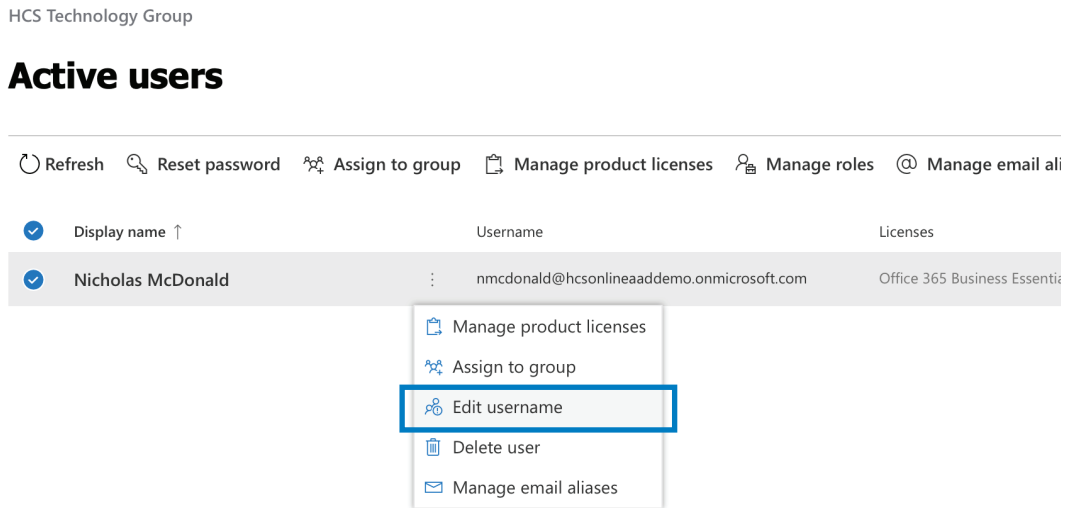 HCS Technology Group
Active users
Refresh Reset password Assign to group Manage product licenses Manage roles Manage email ali
Display name ↑ Username Licenses
Nicholas McDonald nmcdonald@hcsonlineaaddemo.onmicrosoft.com Office 365 Business Essentia
Manage product licenses
Assign to group
Edit username
Delete user
Manage email aliases